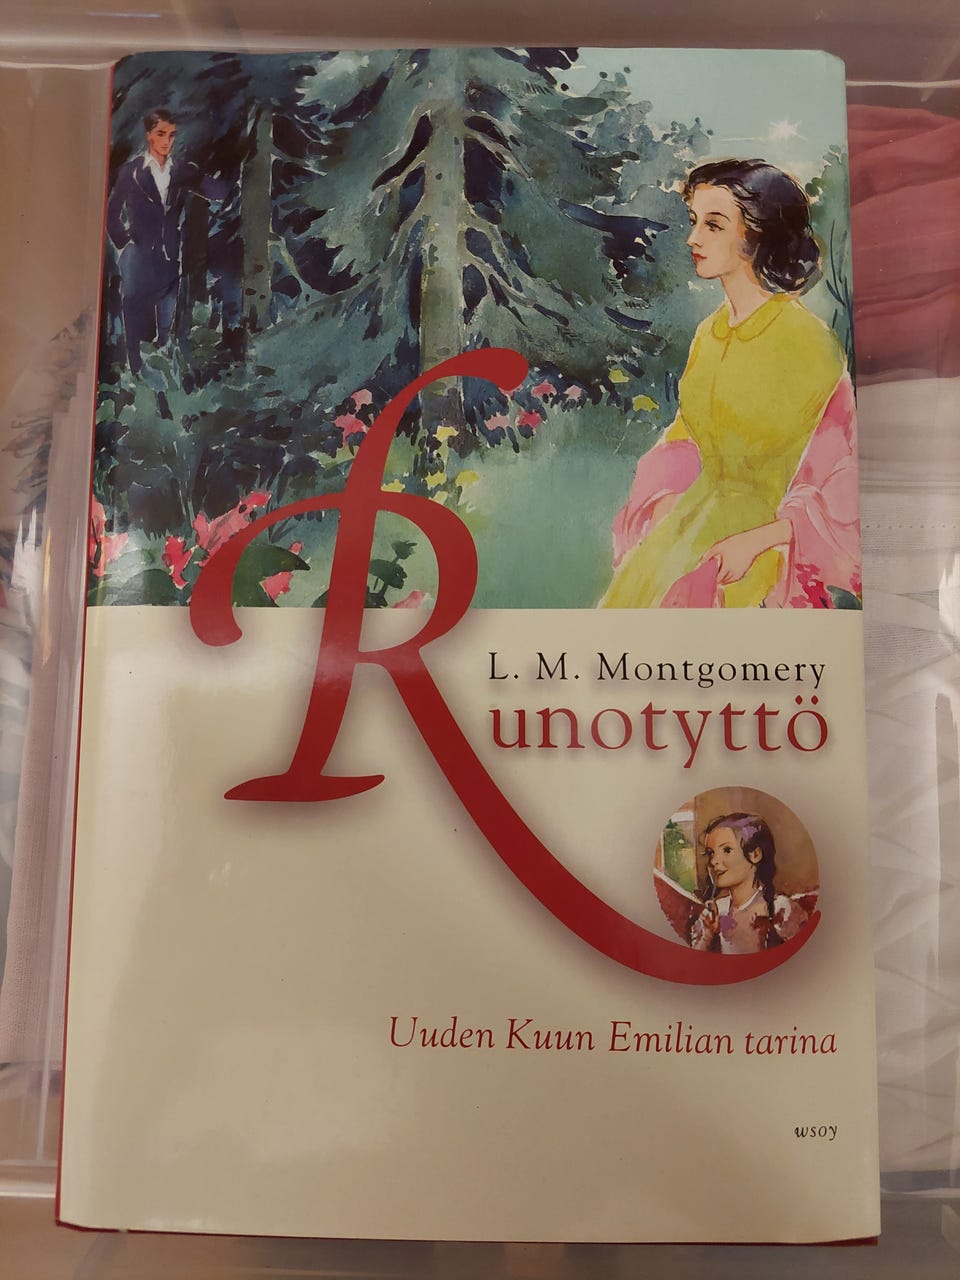 L. M. Montgomery
Runotyttö
Uuden Kuun Emilian tarina
wsoy